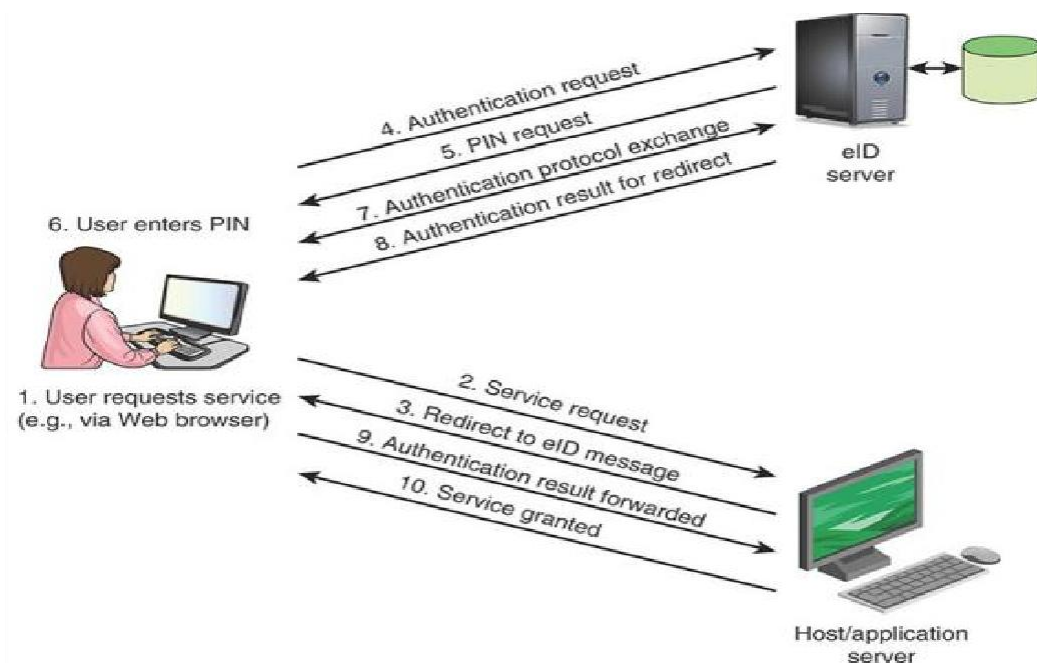 4. Authentication request
5. PIN request
7. Authentication protocol exchange
8. Authentication result for redirect
eID
server
6. User enters PIN
1. User requests service
(e.g., via Web browser)
2. Service request
3. Redirect to eID message
9. Authentication result forwarded
10. Service granted
Host/application
server